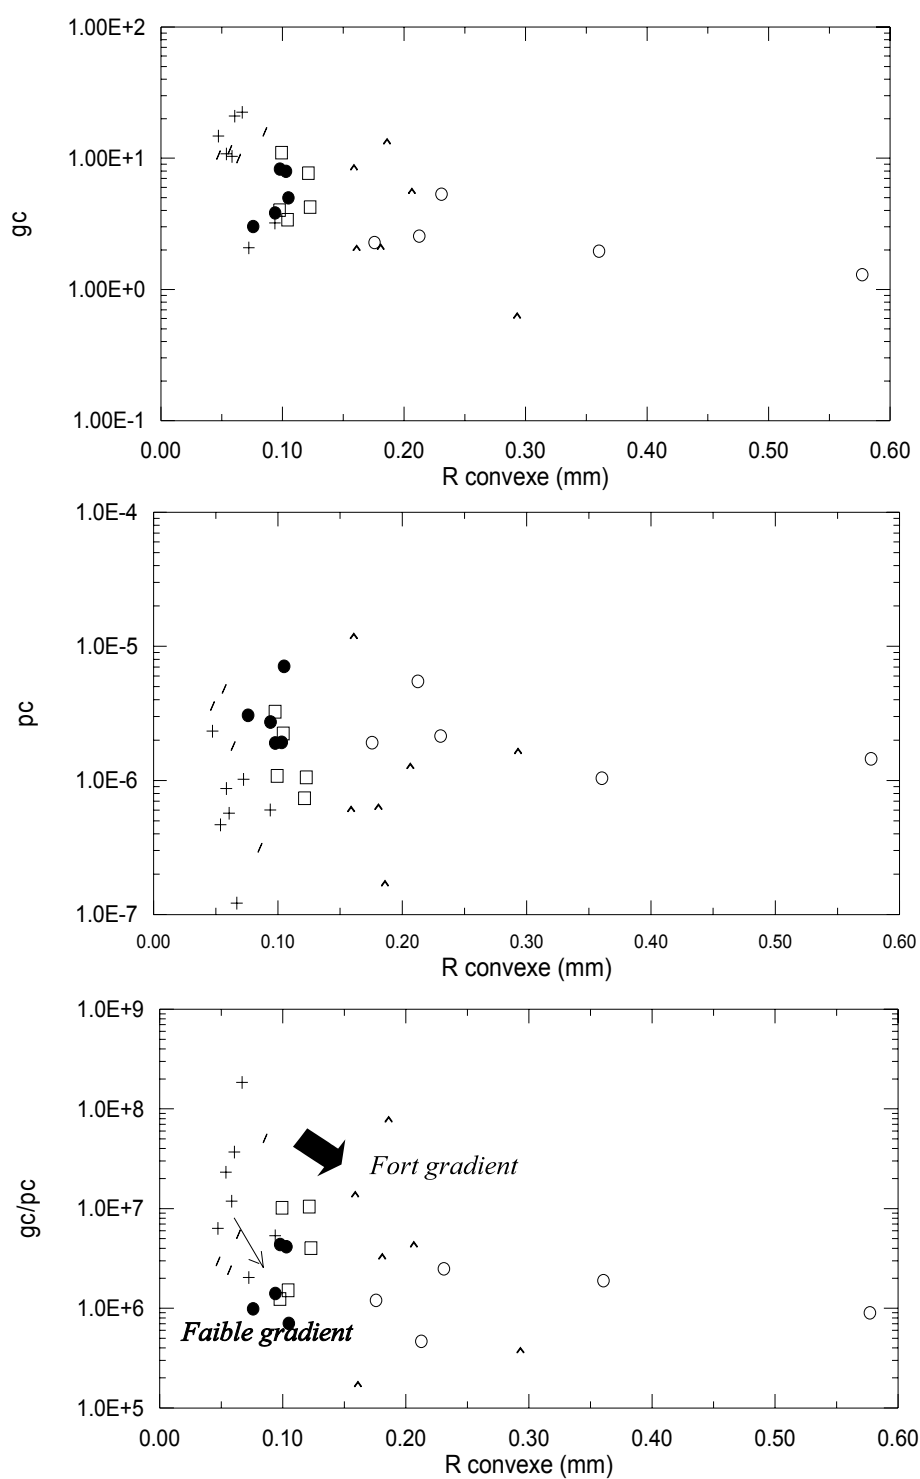 1.00E+2
1.00E+1
1.00E+0
1.00E-1
gc
0.00 0.10 0.20 0.30 0.40 0.50 0.60
R convexe (mm)
1.0E-4
1.0E-5
1.0E-6
1.0E-7
pc
0.00 0.10 0.20 0.30 0.40 0.50 0.60
R convexe (mm)
1.0E+9
1.0E+8
1.0E+7
1.0E+6
1.0E+5
gc/pc
Fort gradient
Faible gradient
0.00 0.10 0.20 0.30 0.40 0.50 0.60
R convexe (mm)